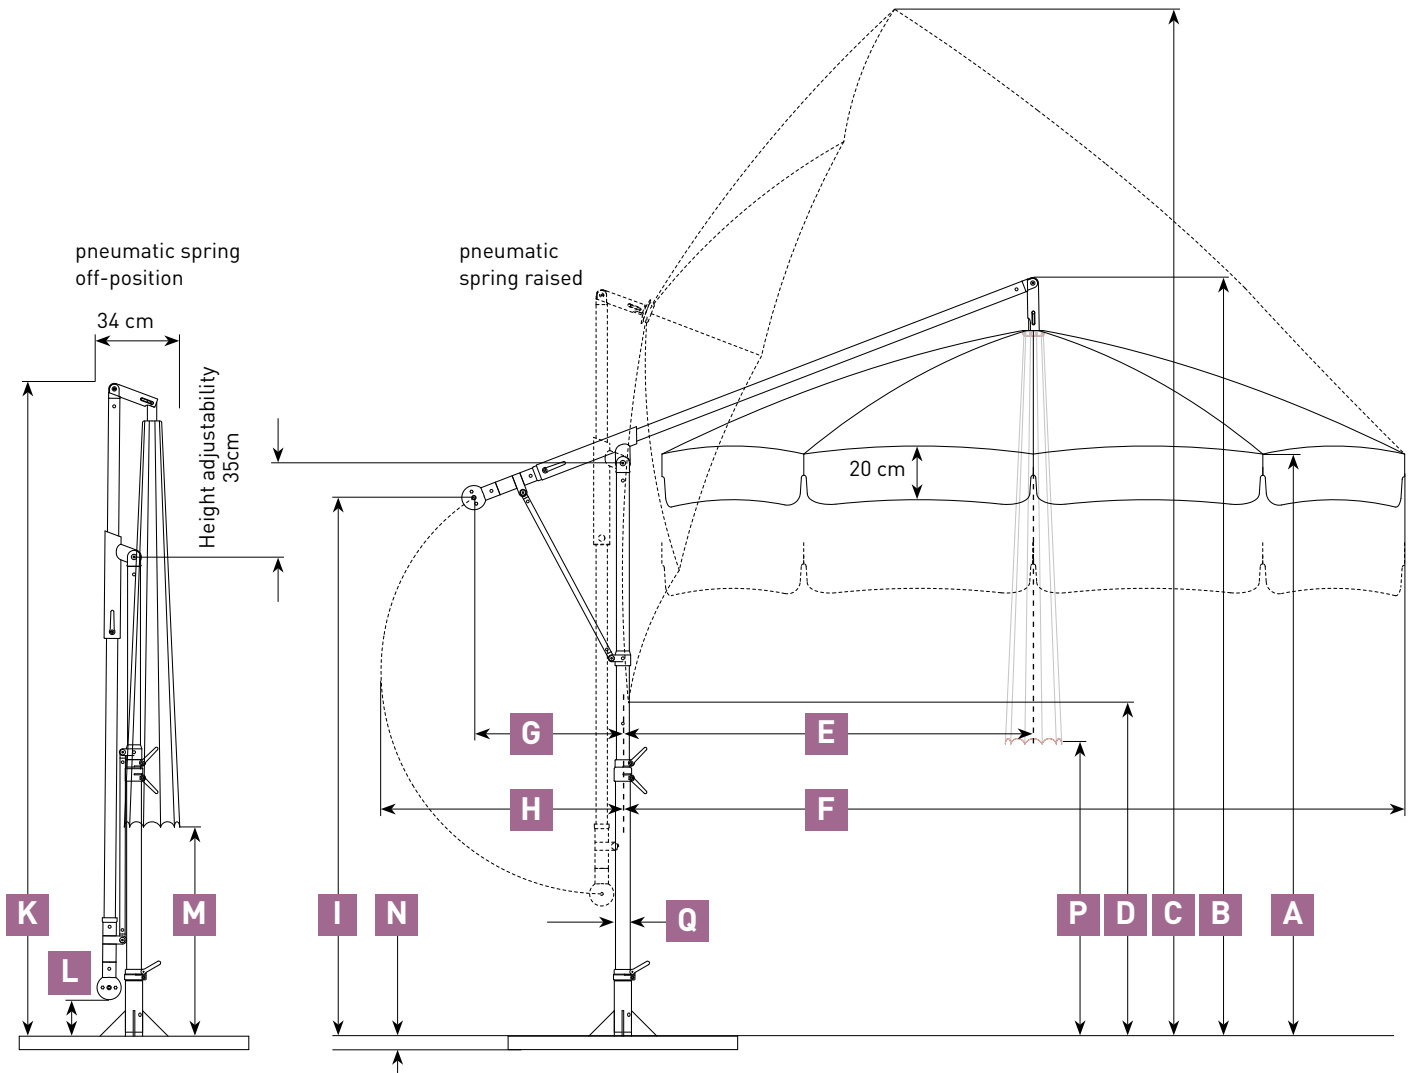 pneumatic spring
off-position
34 cm
Height adjustability
35cm
pneumatic
spring raised
20 cm
G
E
H
F
K
M
I
N
Q
P
D
C
B
A
L